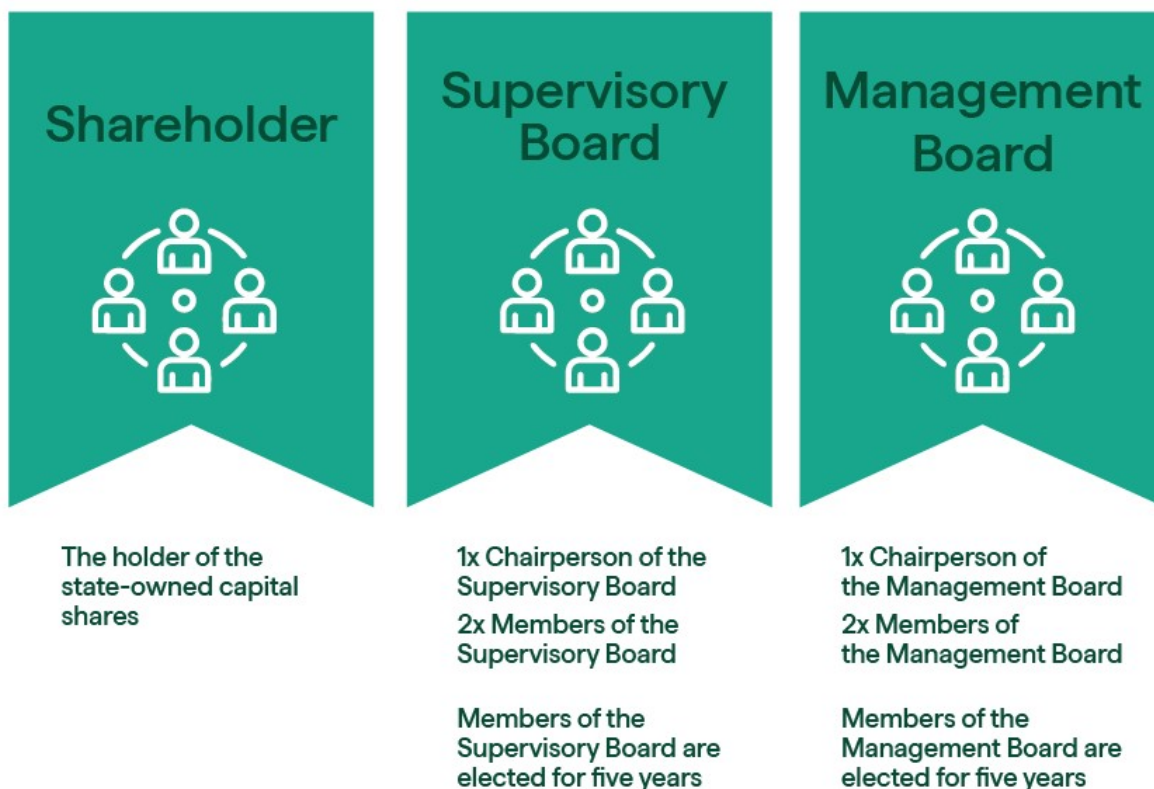 Shareholder
The holder of the
state-owned capital
shares
Supervisory
Board
1x Chairperson of the
Supervisory Board
2x Members of the
Supervisory Board
Members of the
Supervisory Board are
elected for five years
Management
Board
1x Chairperson of
the Management Board
2x Members of
the Management Board
Members of the
Management Board are
elected for five years